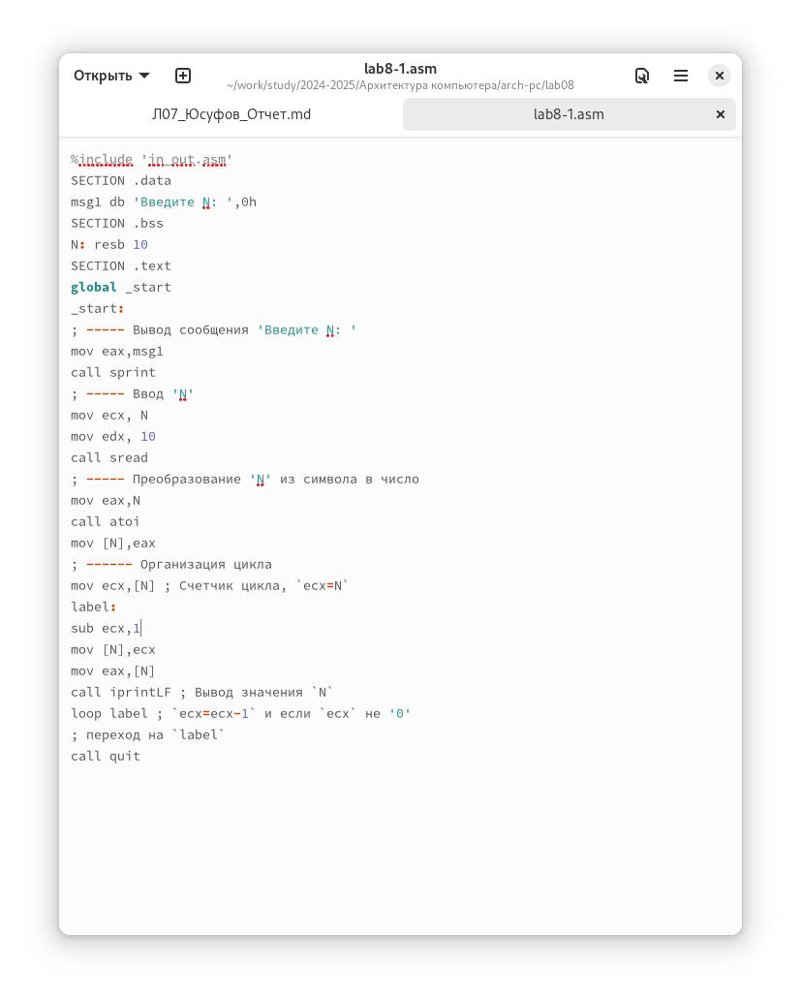 Открыть
lab8-1.asm
~/work/study/2024-2025/Архитектура компьютера/arch-pc/lab08
Л07_Юсуфов_Отчет.md
lab8-1.asm
%include 'in_out.asm'
SECTION .data
msg1 db 'Введите N: ',0h
SECTION .bss
N: resb 10
SECTION .text
global _start
_start:
; ----- Вывод сообщения 'Введите N: '
mov eax,msg1
call sprint
; ----- Ввод 'N'
mov ecx, N
mov edx, 10
call sread
; ----- Преобразование 'N' из символа в число
mov eax,N
call atoi
mov [N],eax
; ------ Организация цикла
mov ecx,[N] ; Счетчик цикла, `ecx=N`
label:
sub ecx,1
mov [N],ecx
mov eax,[N]
call iprintLF ; Вывод значения `N`
loop label ; `ecx=ecx-1` и если `ecx` не '0'
; переход на `label`
call quit